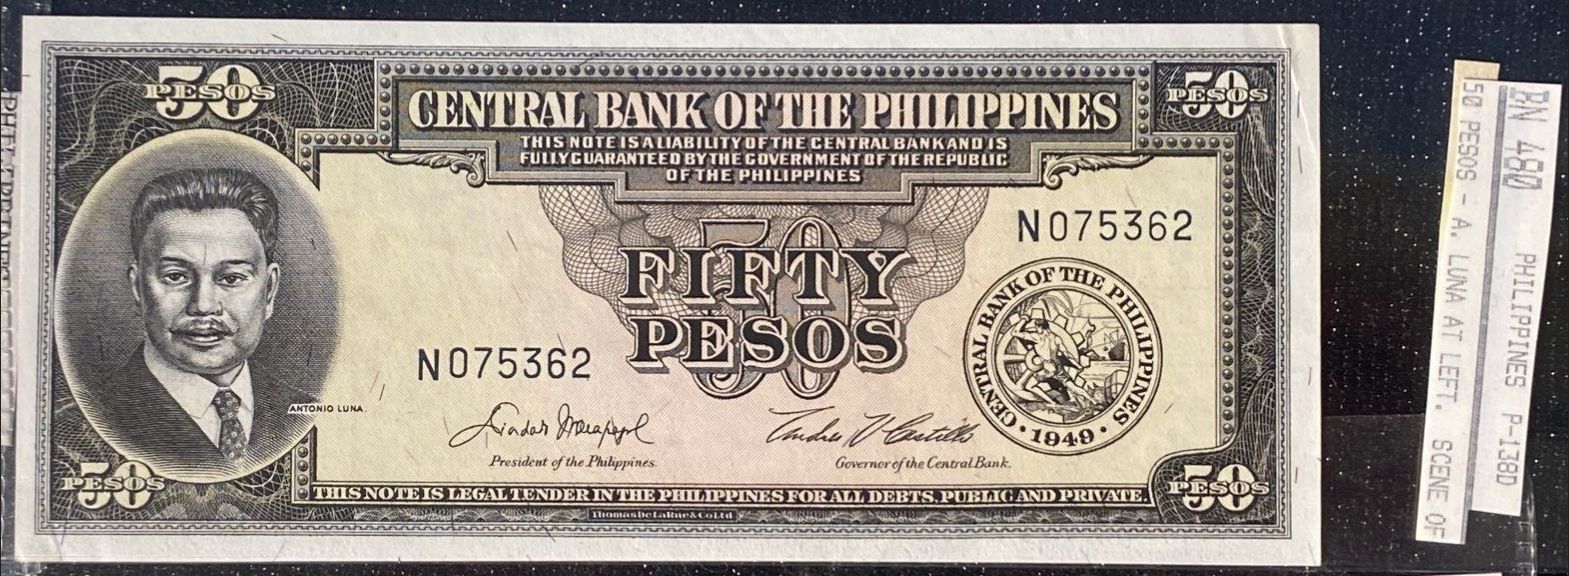 50
PESOS
CENTRAL BANK OF THE PHILIPPINES
50
PESOS
THIS NOTE IS A LIABILITY OF THE CENTRAL BANK AND IS
FULLY GUARANTEED BY THE GOVERNMENT OF THE REPUBLIC
OF THE PHILIPPINES
N075362
50
FIFTY
PESOS
CENTRAL BANK OF THE PHILIPPINES
· 1949 ·
N075362
ANTONIO LUNA.
President of the Philippines.
Governor of the Central Bank.
50
PESOS
THIS NOTE IS LEGAL TENDER IN THE PHILIPPINES FOR ALL DEBTS, PUBLIC AND PRIVATE.
50
PESOS
Thomas De La Rue & Co Ltd
BN 480 PHILIPPINES P-138D
50 PESOS - A. LUNA AT LEFT. SCENE OF